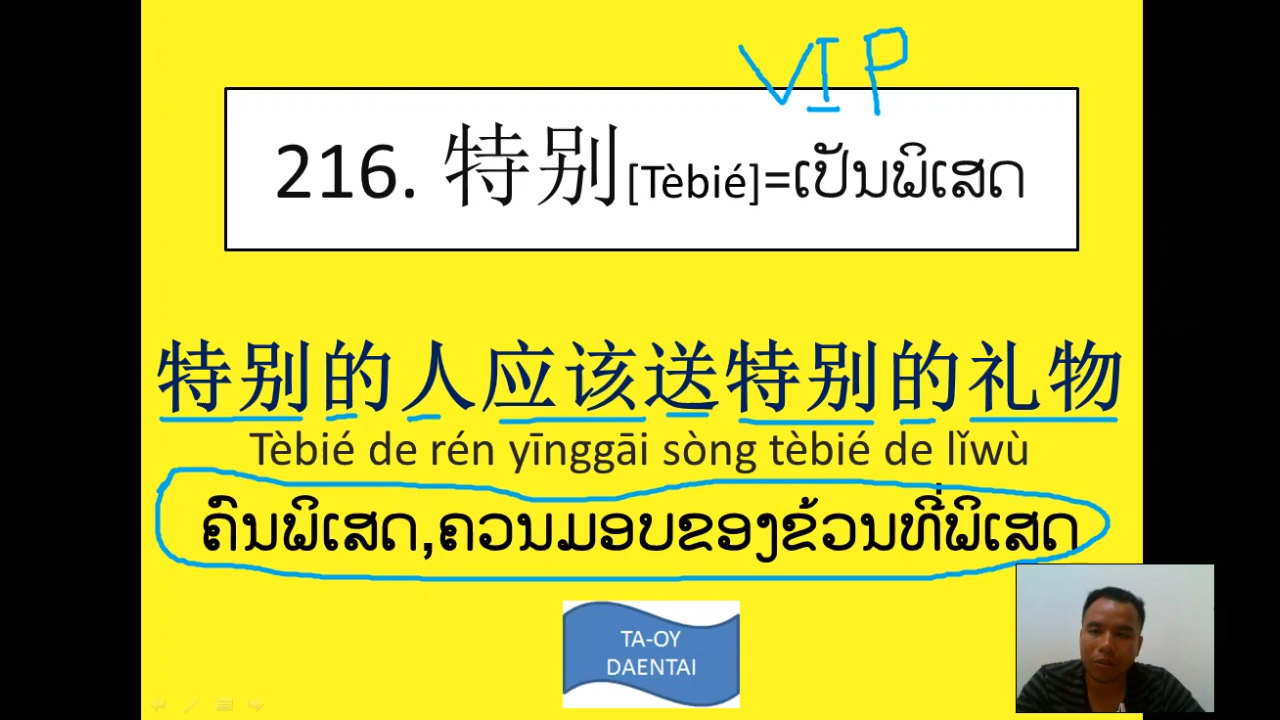 VIP
216. 特别[Tèbié]=ເປັນພິເສດ
特别的人应该送特别的礼物
Tèbié de rén yīnggāi sòng tèbié de lǐwù
ຄົນພິເສດ,ຄວນມອບຂອງຂ້ວນທີ່ພິເສດ
TA-OY
DAENTAI